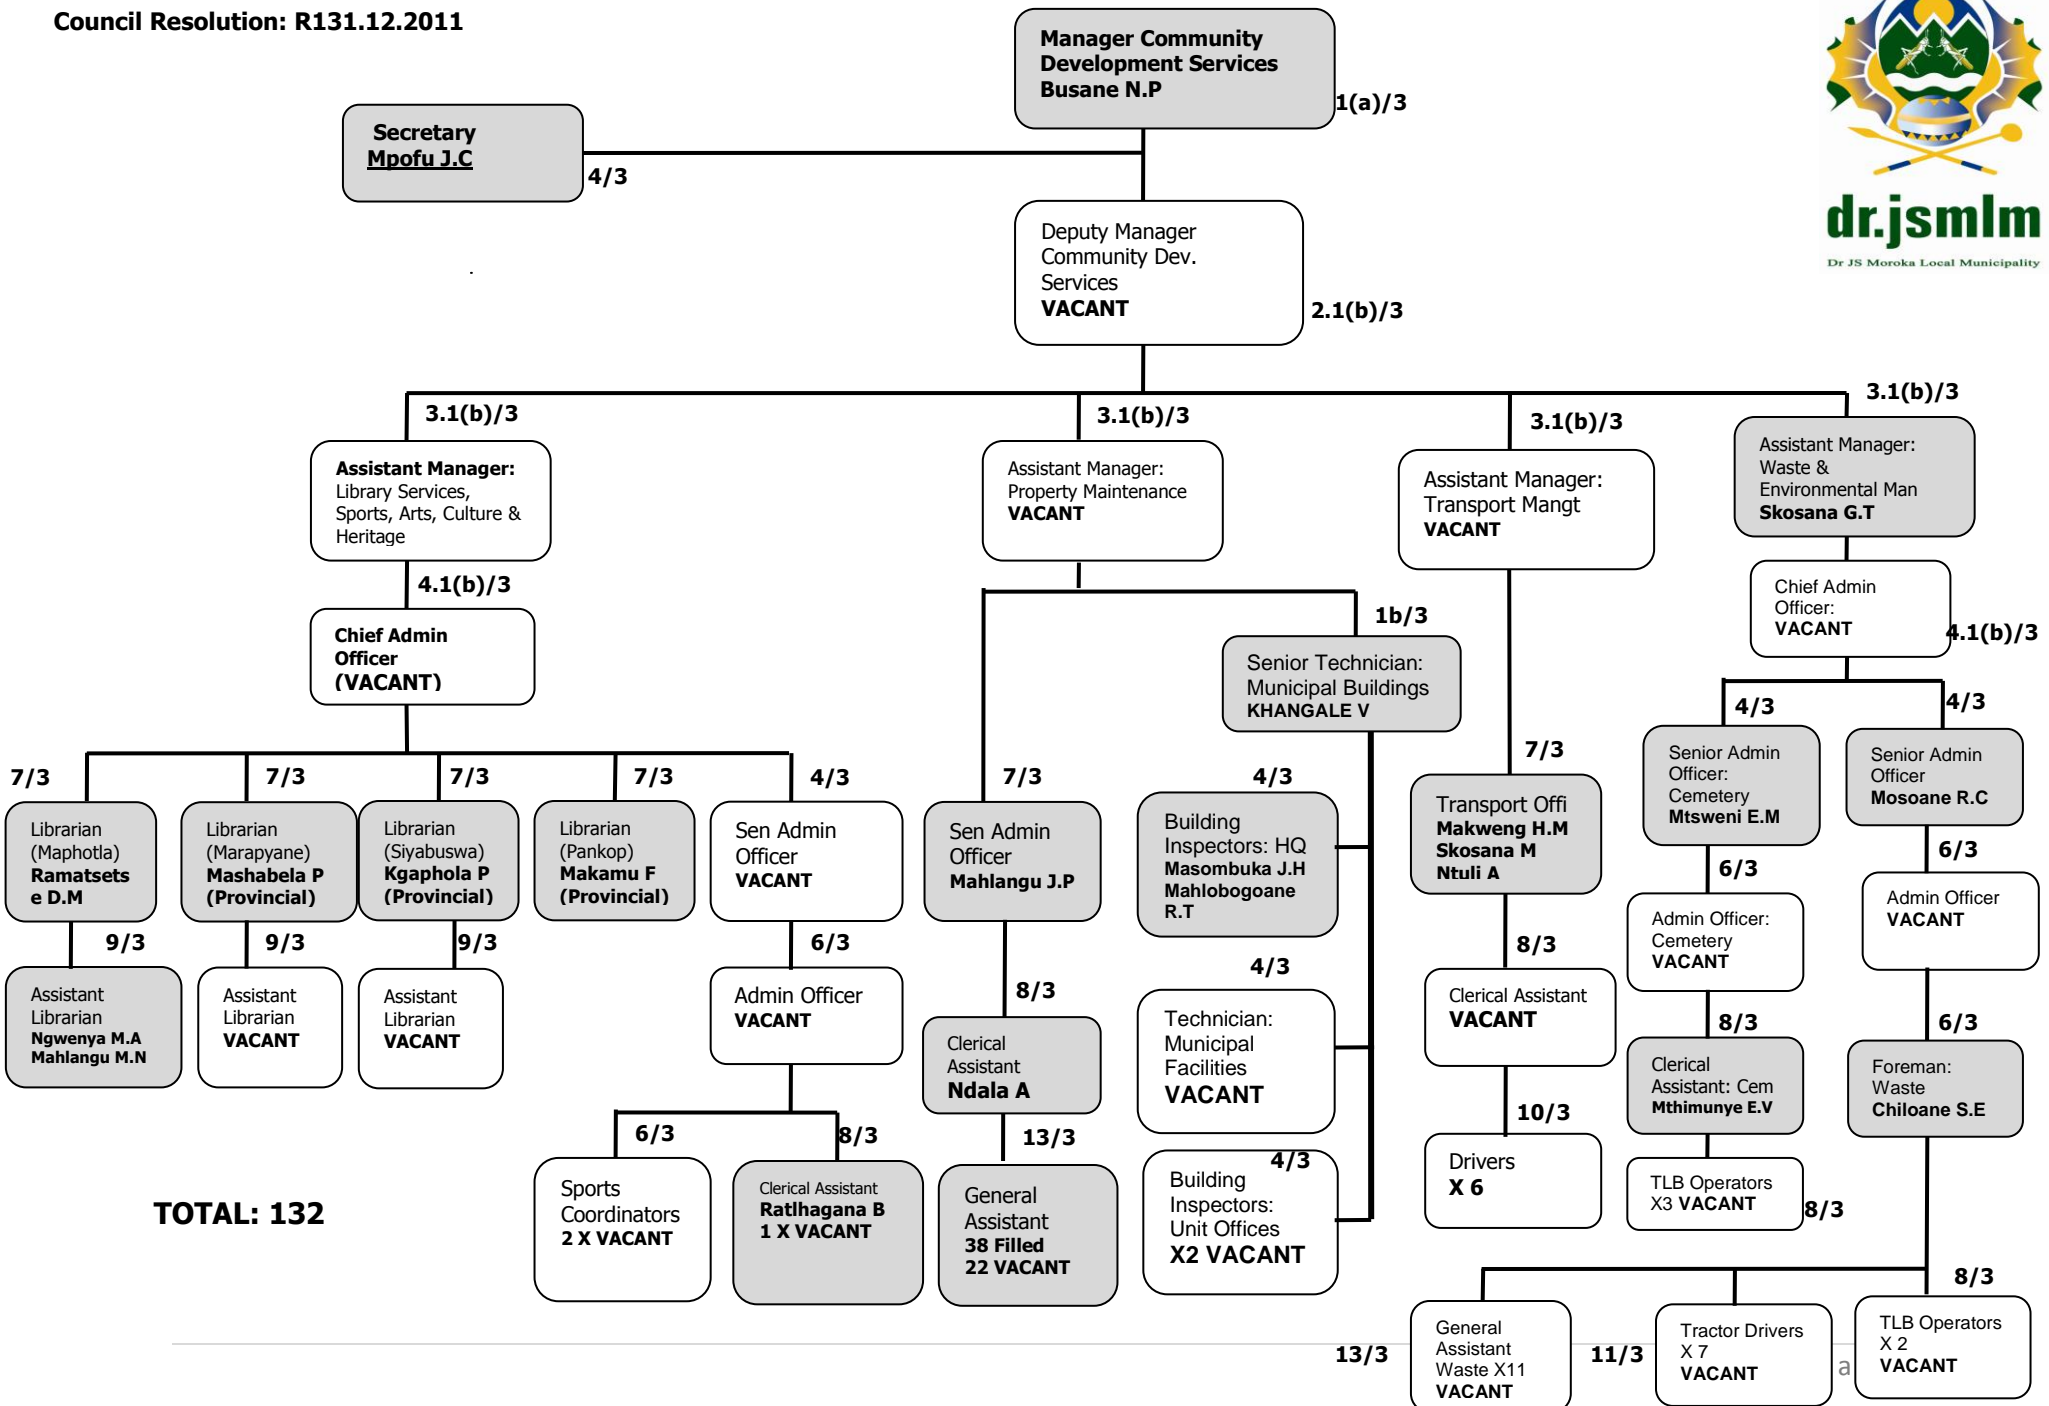 Council Resolution: R131.12.2011
Manager Community
Development Services
Busane N.P
1(a)/3
Secretary
Mpofu J.C
4/3
dr.jsmlm
Dr JS Moroka Local Municipality
Deputy Manager
Community Dev.
Services
VACANT
2.1(b)/3
.
3.1(b)/3
3.1(b)/3
3.1(b)/3
3.1(b)/3
Assistant Manager:
Library Services,
Sports, Arts, Culture &
Heritage
Assistant Manager:
Property Maintenance
VACANT
Assistant Manager:
Transport Mangt
VACANT
Assistant Manager:
Waste &
Environmental Man
Skosana G.T
4.1(b)/3
Chief Admin
Officer
(VACANT)
1b/3
Senior Technician:
Municipal Buildings
KHANGALE V
Chief Admin
Officer:
VACANT
4.1(b)/3
7/3
7/3
7/3
7/3
4/3
7/3
4/3
7/3
4/3
4/3
Librarian
(Maphotla)
Ramatsets
e D.M
Librarian
(Marapyane)
Mashabela P
(Provincial)
Librarian
(Siyabuswa)
Kgaphola P
(Provincial)
Librarian
(Pankop)
Makamu F
(Provincial)
Sen Admin
Officer
VACANT
Sen Admin
Officer
Mahlangu J.P
Building
Inspectors: HQ
Masombuka J.H
Mahlobogoane
R.T
Transport Offi
Makweng H.M
Skosana M
Ntuli A
Senior Admin
Officer:
Cemetery
Mtsweni E.M
Senior Admin
Officer
Mosoane R.C
9/3
9/3
9/3
6/3
8/3
4/3
8/3
6/3
6/3
Assistant
Librarian
Ngwenya M.A
Mahlangu M.N
Assistant
Librarian
VACANT
Assistant
Librarian
VACANT
Admin Officer
VACANT
Clerical
Assistant
Ndala A
Technician:
Municipal
Facilities
VACANT
Clerical Assistant
VACANT
Admin Officer:
Cemetery
VACANT
Admin Officer
VACANT
8/3
6/3
Clerical
Assistant: Cem
Mthimunye E.V
Foreman:
Waste
Chiloane S.E
6/3
8/3
13/3
4/3
10/3
Sports
Coordinators
2 X VACANT
Clerical Assistant
Ratlhagana B
1 X VACANT
General
Assistant
38 Filled
22 VACANT
Building
Inspectors:
Unit Offices
X2 VACANT
Drivers
X 6
TLB Operators
X3 VACANT
8/3
TOTAL: 132
8/3
13/3
General
Assistant
Waste X11
VACANT
11/3
Tractor Drivers
X 7
VACANT
a
TLB Operators
X 2
VACANT